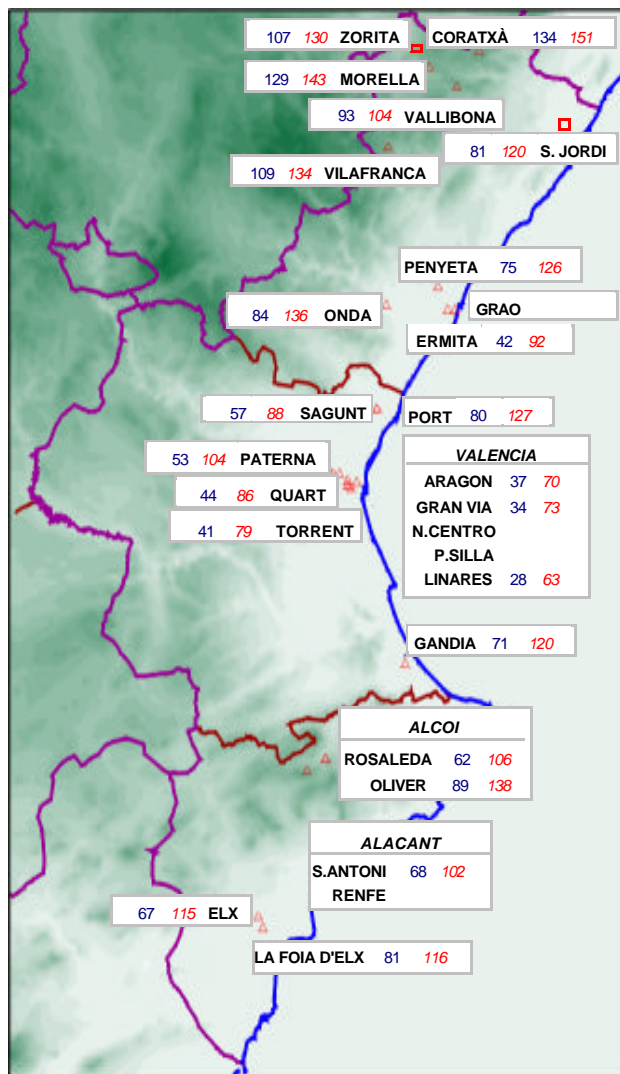 107 130 ZORITA
CORATXÀ 134 151
129 143 MORELLA
93 104 VALLIBONA
81 120 S. JORDI
109 134 VILAFRANCA
PENYETA 75 126
84 136 ONDA
GRAO
ERMITA 42 92
57 88 SAGUNT
PORT 80 127
53 104 PATERNA
44 86 QUART
41 79 TORRENT
VALENCIA
ARAGON 37 70
GRAN VIA 34 73
N.CENTRO
P.SILLA
LINARES 28 63
GANDIA 71 120
ALCOI
ROSALEDA 62 106
OLIVER 89 138
ALACANT
S.ANTONI 68 102
RENFE
67 115 ELX
LA FOIA D'ELX 81 116